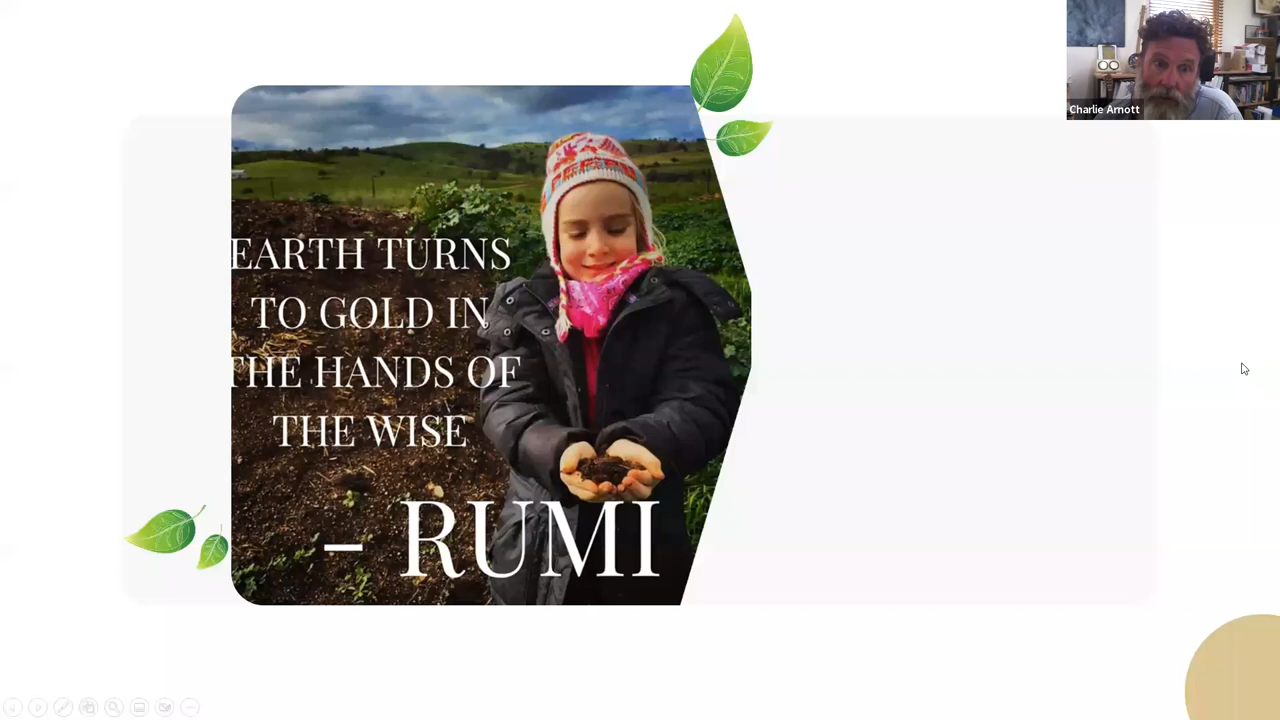 Charlie Arnott
EARTH TURNS
TO GOLD IN
THE HANDS OF
THE WISE
– RUMI